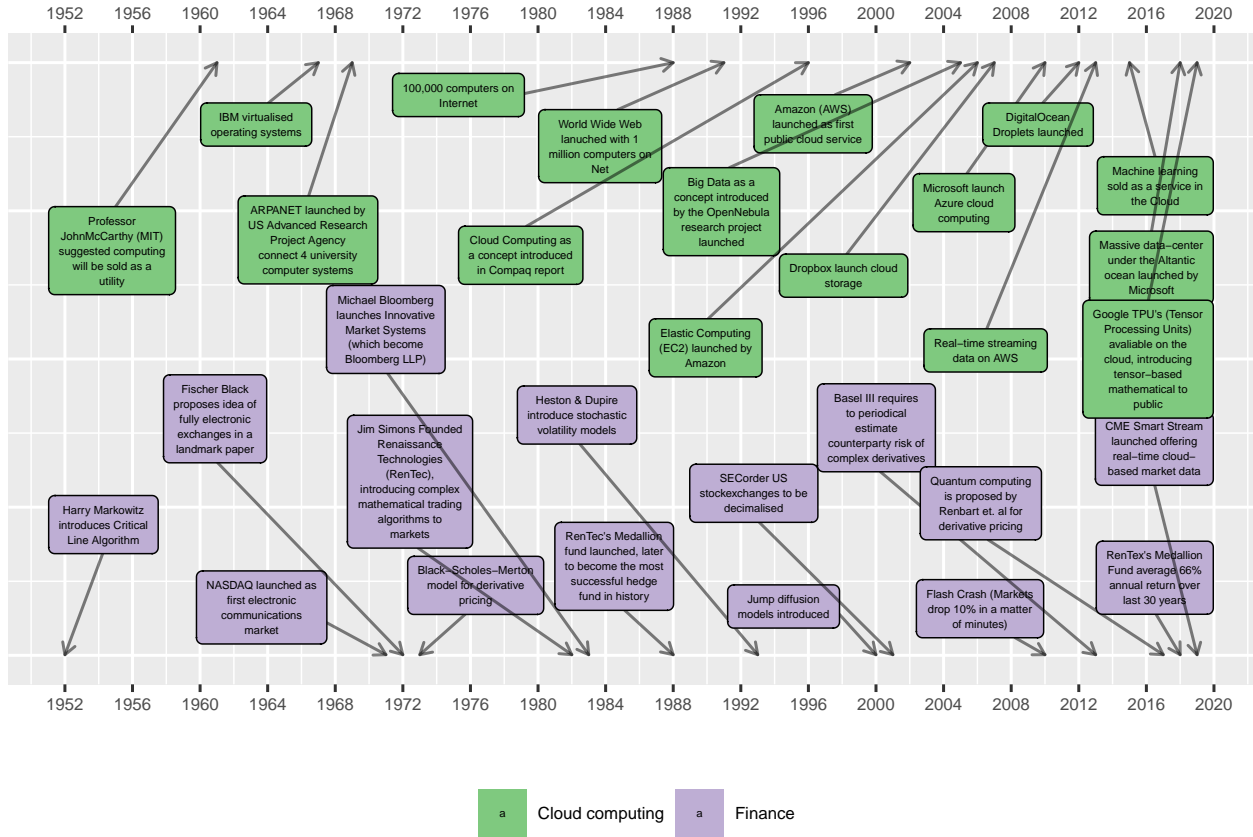 1952 1956 1960 1964 1968 1972 1976 1980 1984 1988 1992 1996 2000 2004 2008 2012 2016 2020
100,000 computers on
Internet
IBM virtualised
operating systems
World Wide Web
lanuched with 1
million computers on
Net
Amazon (AWS)
launched as first
public cloud service
DigitalOcean
Droplets launched
Machine learning
sold as a service in
the Cloud
Professor
JohnMcCarthy (MIT)
suggested computing
will be sold as a
utility
ARPANET launched by
US Advanced Research
Project Agency
connect 4 university
computer systems
Cloud Computing as
a concept introduced
in Compaq report
Big Data as a
concept introduced
by the OpenNebula
research project
launched
Microsoft launch
Azure cloud
computing
Dropbox launch cloud
storage
Massive data–center
under the Altantic
ocean launched by
Microsoft
Michael Bloomberg
launches Innovative
Market Systems
(which become
Bloomberg LLP)
Elastic Computing
(EC2) launched by
Amazon
Real–time streaming
data on AWS
Google TPU's (Tensor
Processing Units)
avaliable on the
cloud, introducing
tensor–based
mathematical to
public
Fischer Black
proposes idea of
fully electronic
exchanges in a
landmark paper
Jim Simons Founded
Renaissance
Technologies
(RenTec),
introducing complex
mathematical trading
algorithms to
markets
Heston & Dupire
introduce stochastic
volatility models
Basel III requires
to periodical
estimate
counterparty risk of
complex derivatives
CME Smart Stream
launched offering
real–time cloud–
based market data
SECorder US
stockexchanges to be
decimalised
Quantum computing
is proposed by
Renbart et. al for
derivative pricing
Harry Markowitz
introduces Critical
Line Algorithm
RenTec's Medallion
fund launched, later
to become the most
successful hedge
fund in history
NASDAQ launched as
first electronic
communications
market
Black–Scholes–Merton
model for derivative
pricing
Jump diffusion
models introduced
Flash Crash (Markets
drop 10% in a matter
of minutes)
RenTex's Medallion
Fund average 66%
annual return over
last 30 years
1952 1956 1960 1964 1968 1972 1976 1980 1984 1988 1992 1996 2000 2004 2008 2012 2016 2020
a Cloud computing a Finance